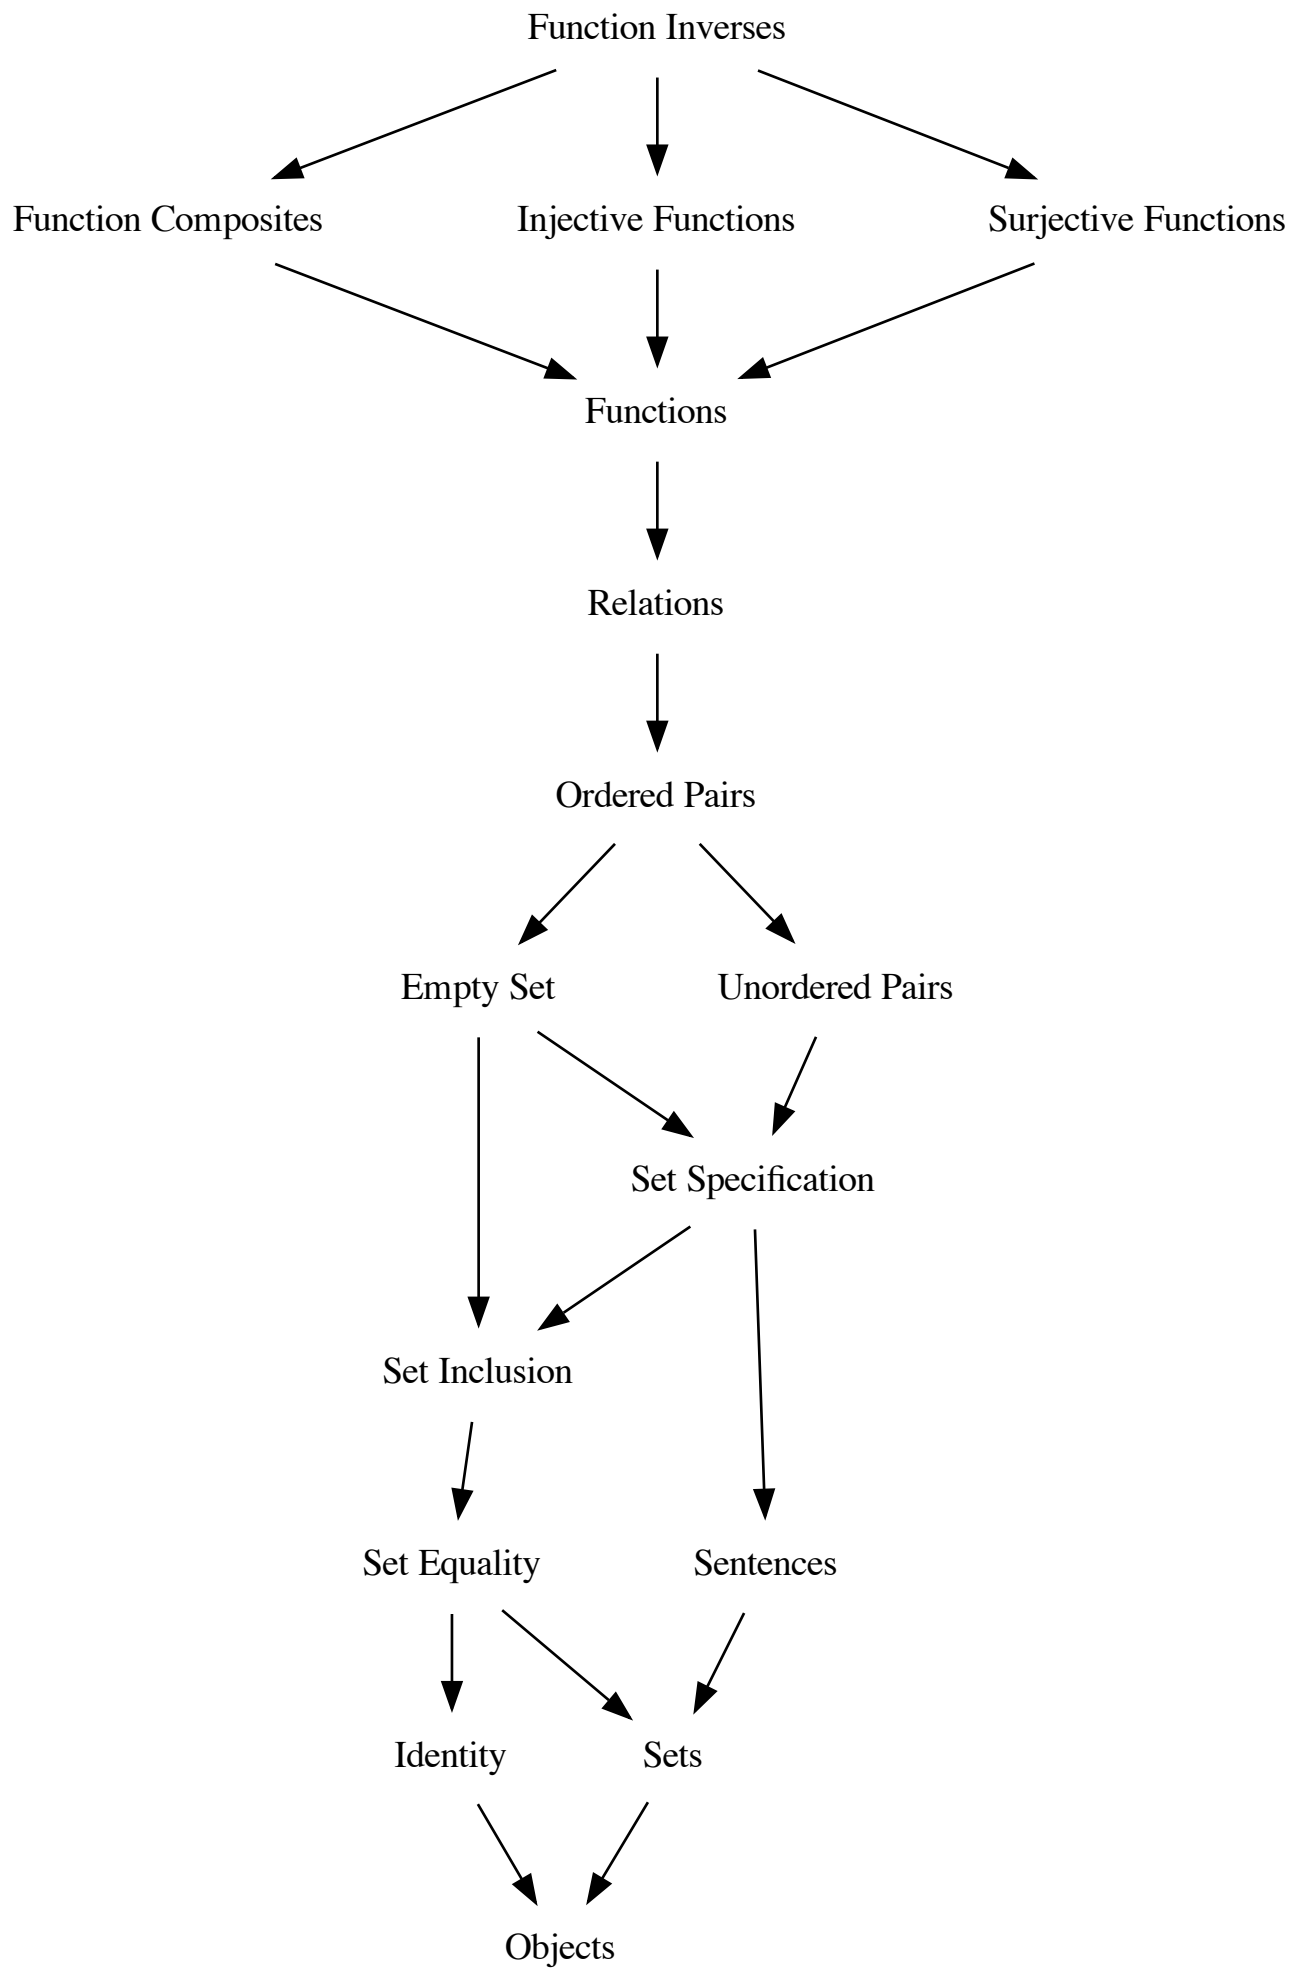 Function Inverses
Function Composites
Injective Functions
Surjective Functions
Functions
Relations
Ordered Pairs
Empty Set
Unordered Pairs
Set Specification
Set Inclusion
Set Equality
Sentences
Identity
Sets
Objects